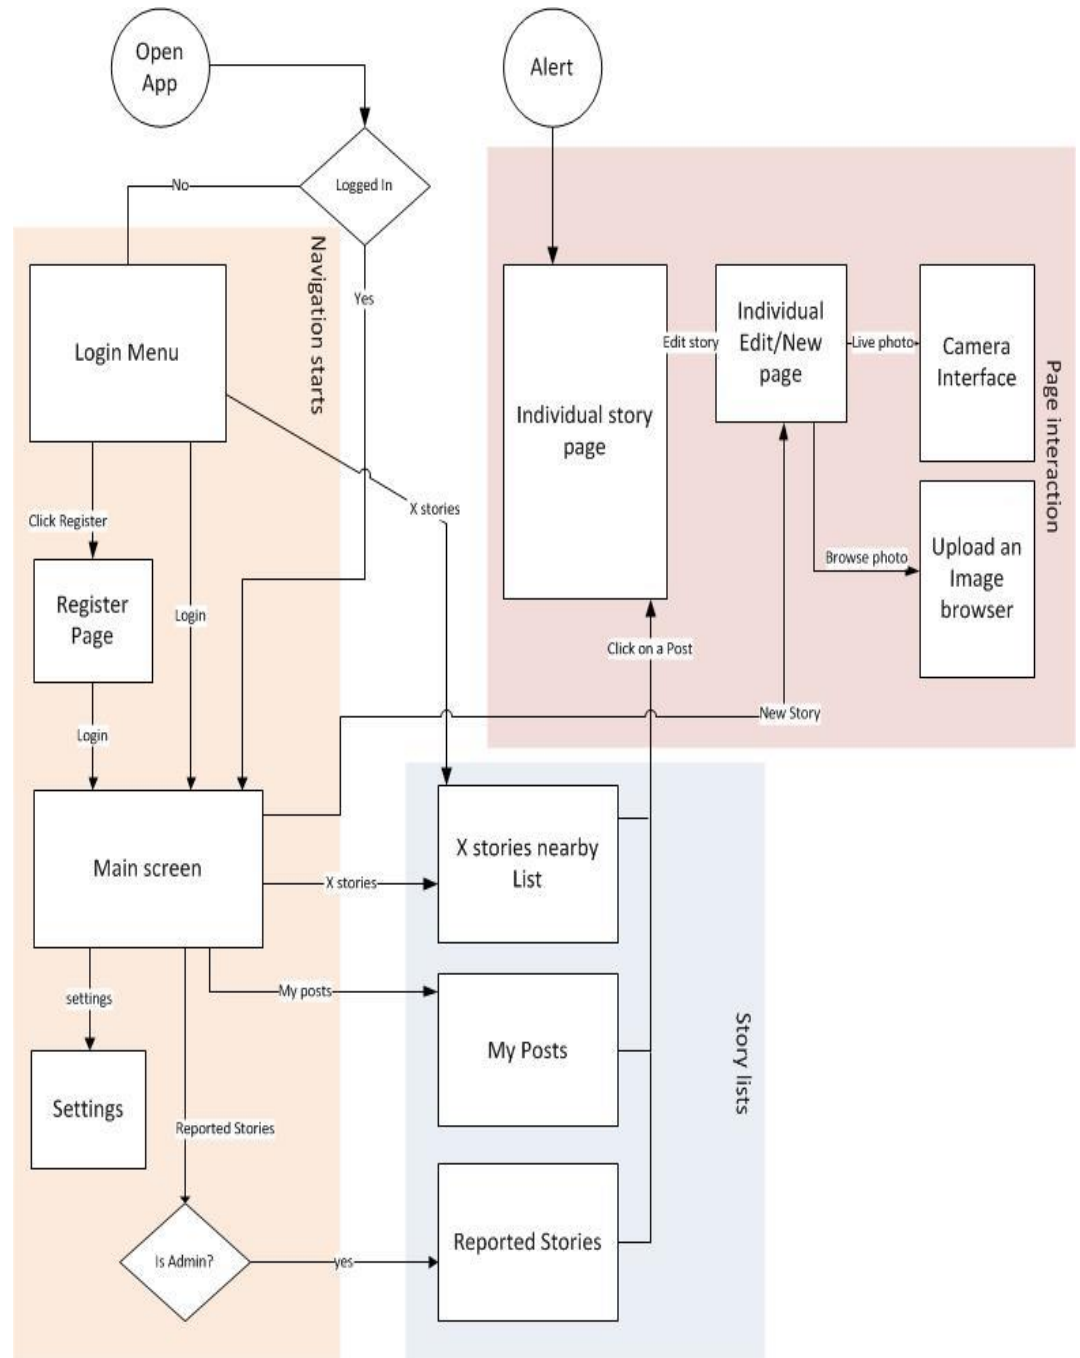 Open
App
Alert
Logged In
No
Yes
Navigation starts
Login Menu
Individual story
page
Edit story
Individual
Edit/New
page
Live photo
Camera
Interface
Page interaction
X stories
Click Register
Browse photo
Upload an
Image
browser
Register
Page
Login
Click on a Post
Login
New Story
Main screen
X stories
X stories nearby
List
settings
My posts
My Posts
Story lists
Settings
Reported Stories
Is Admin?
yes
Reported Stories